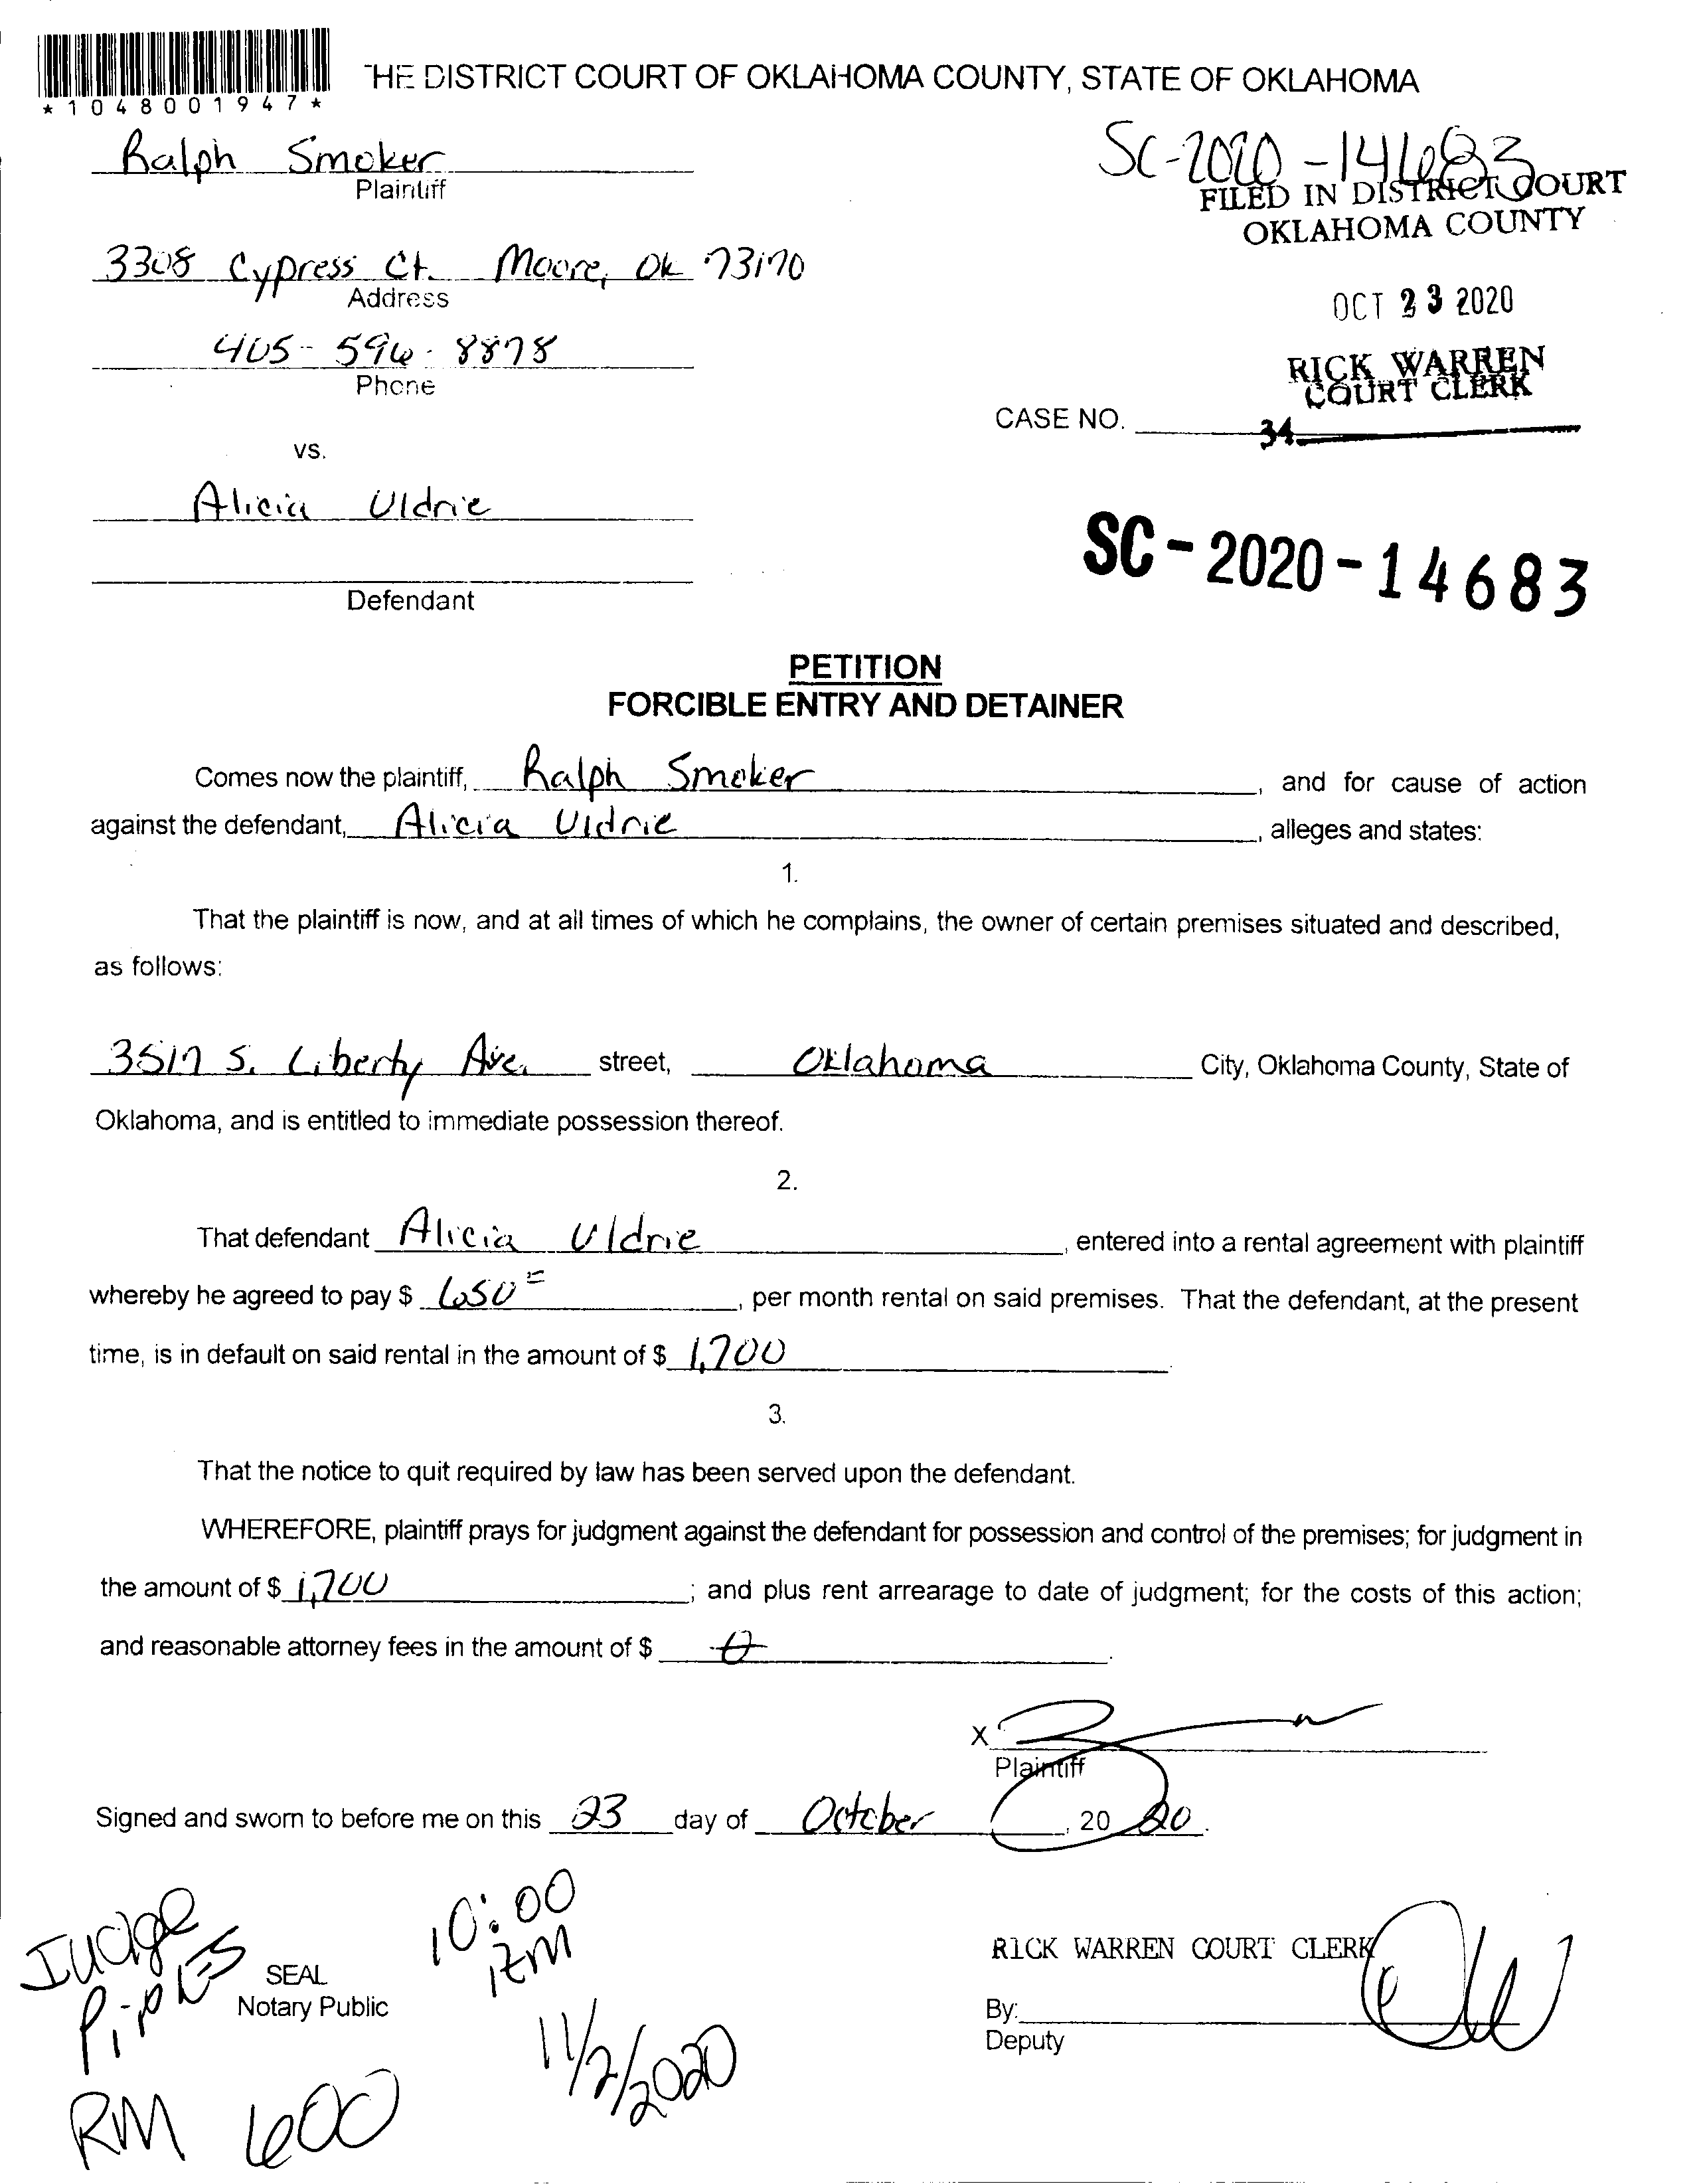 *1048001947*
THE DISTRICT COURT OF OKLAHOMA COUNTY, STATE OF OKLAHOMA
Ralph Smoker
Plaintiff
SC-2020-14683
FILED IN DISTRICT COURT
OKLAHOMA COUNTY
3308 Cypress Ct. Moore, OK 73170
Address
OCT 23 2020
405-596-8878
Phone
RICK WARREN
COURT CLERK
CASE NO.
34
vs.
Alicia Uldrie
Defendant
SC-2020-14683
PETITION
FORCIBLE ENTRY AND DETAINER
Comes now the plaintiff, Ralph Smoker, and for cause of action
against the defendant, Alicia Uldrie, alleges and states:
1.
That the plaintiff is now, and at all times of which he complains, the owner of certain premises situated and described,
as follows:
3517 S. Liberty Ave. street, Oklahoma City, Oklahoma County, State of
Oklahoma, and is entitled to immediate possession thereof.
2.
That defendant Alicia Uldrie, entered into a rental agreement with plaintiff
whereby he agreed to pay $ 650=, per month rental on said premises. That the defendant, at the present
time, is in default on said rental in the amount of $ 1,700.
3.
That the notice to quit required by law has been served upon the defendant.
WHEREFORE, plaintiff prays for judgment against the defendant for possession and control of the premises; for judgment in
the amount of $ 1,700; and plus rent arrearage to date of judgment; for the costs of this action;
and reasonable attorney fees in the amount of $ 0.
X
Plaintiff
Signed and sworn to before me on this 23 day of October, 2020.
Judge
Piples
10:00
Am
SEAL
Notary Public
11/2/2020
RM 600
RICK WARREN COURT CLERK
By:
Deputy